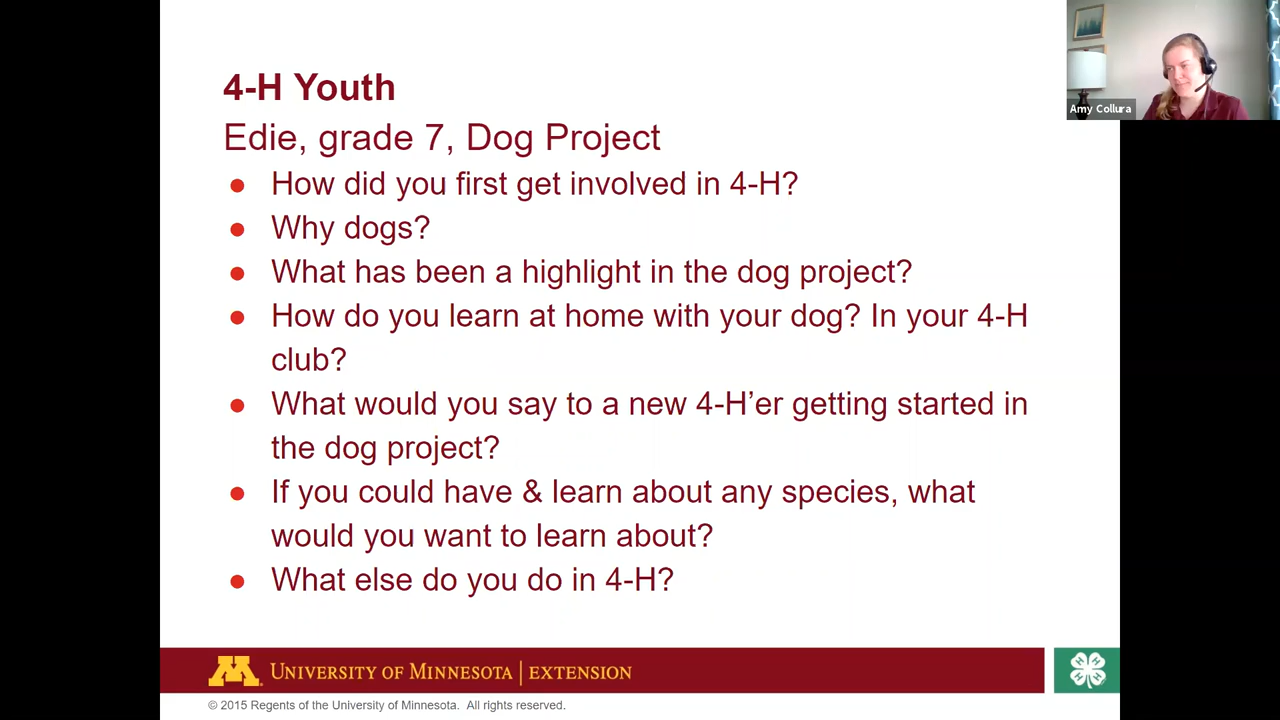 4-H Youth
Edie, grade 7, Dog Project
● How did you first get involved in 4-H?
● Why dogs?
● What has been a highlight in the dog project?
● How do you learn at home with your dog? In your 4-H
club?
● What would you say to a new 4-H’er getting started in
the dog project?
● If you could have & learn about any species, what
would you want to learn about?
● What else do you do in 4-H?
Amy Collura
M UNIVERSITY OF MINNESOTA | EXTENSION
H H H H
© 2015 Regents of the University of Minnesota. All rights reserved.